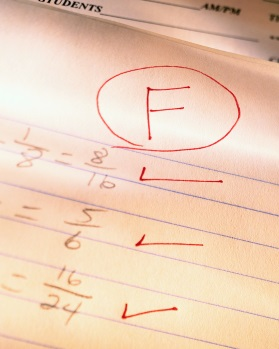 STUDENTS AM/PM
F
1/8 = 8/16
= 5/6
= 16/24